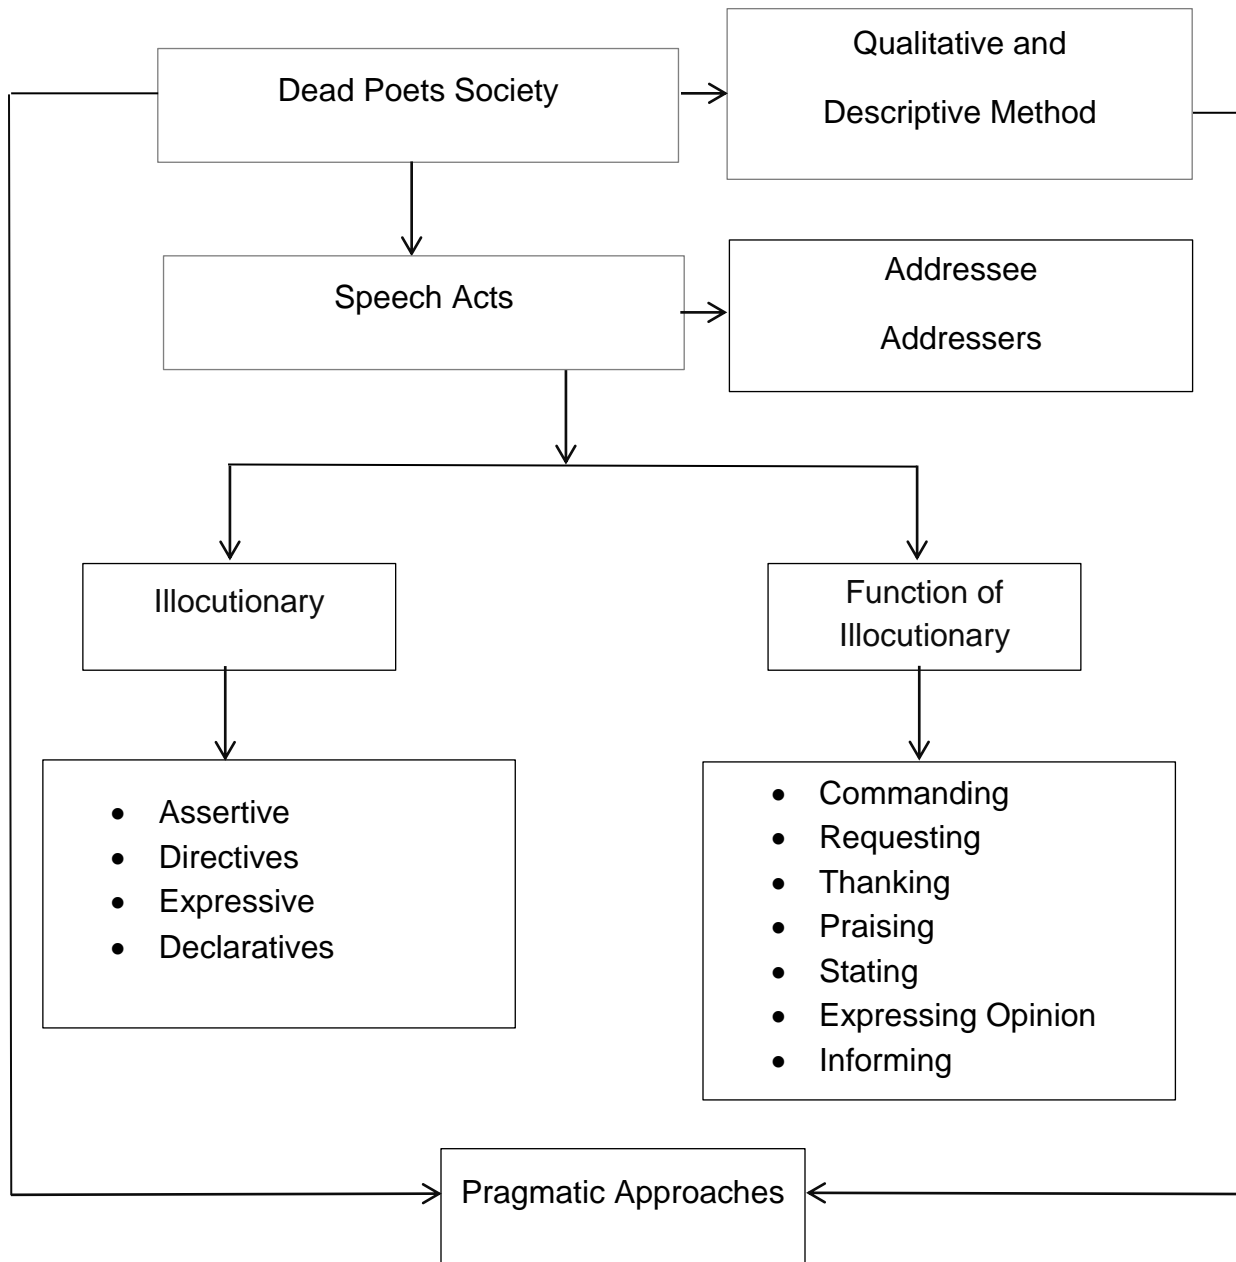 Dead Poets Society
Qualitative and
Descriptive Method
Speech Acts
Addressee
Addressers
Illocutionary
Function of
Illocutionary
• Assertive
• Directives
• Expressive
• Declaratives
• Commanding
• Requesting
• Thanking
• Praising
• Stating
• Expressing Opinion
• Informing
Pragmatic Approaches